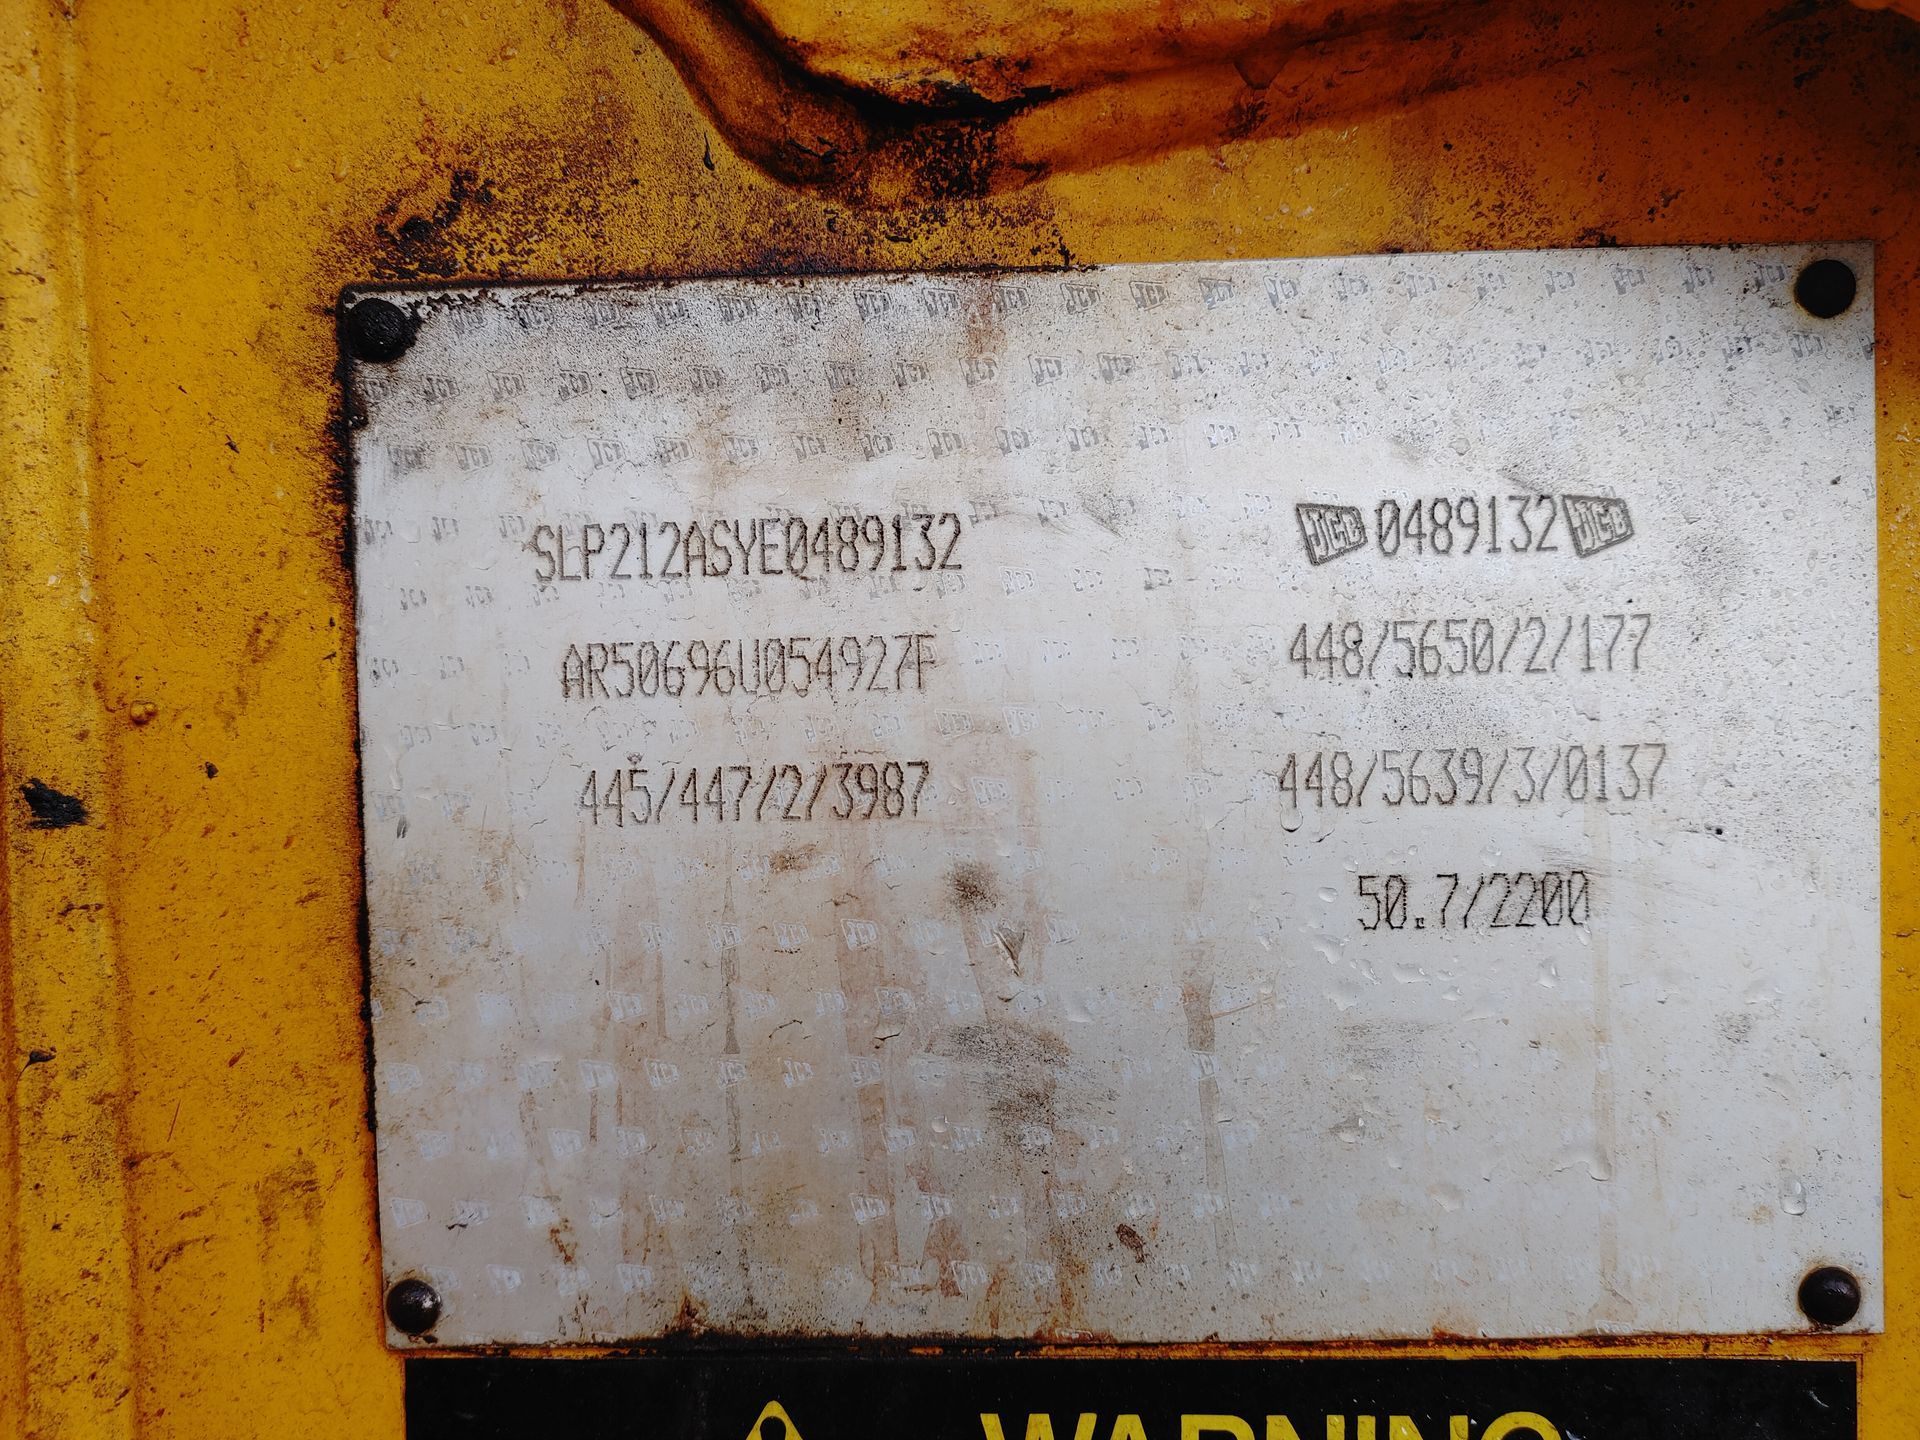 SLP212ASYE0489132
JCB 0489132 JCB
AR50696U054927F
448/5650/2/177
445/447/2/3987
448/5639/3/0137
50.7/2200
WARNING